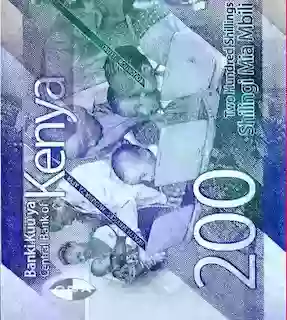 Banki Kuu ya
Central Bank of
Kenya
Two Hundred Shillings
Shilingi Mia Mbili
200